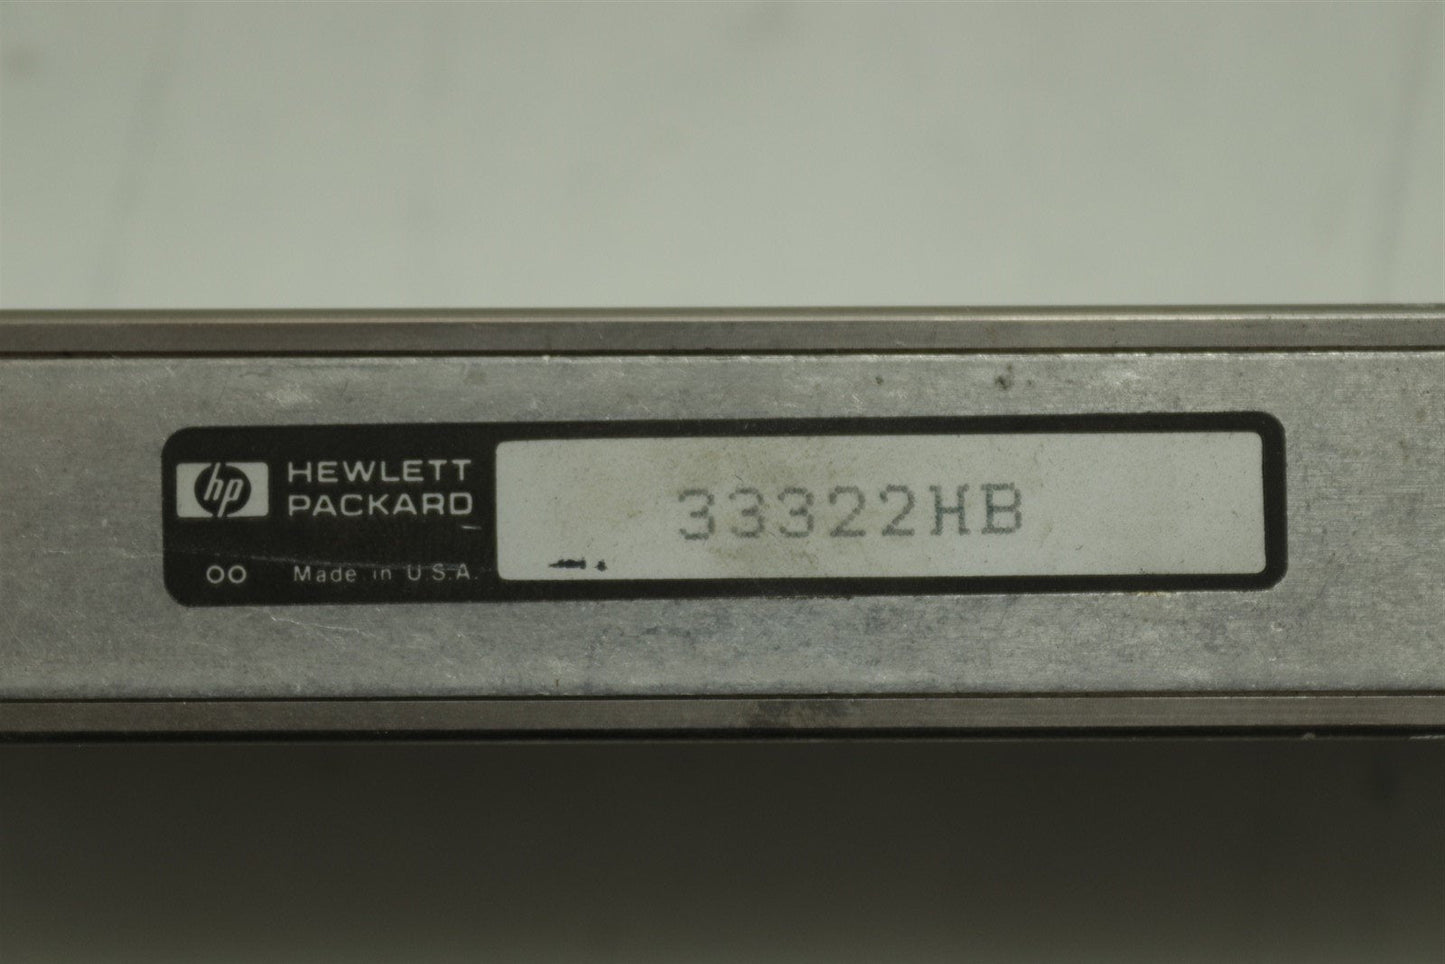 hp HEWLETT
PACKARD
OO Made in U.S.A.
33322HB